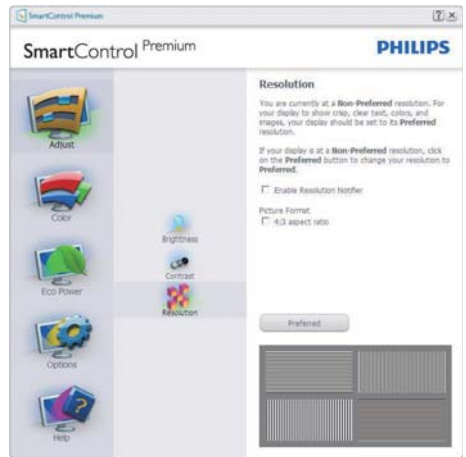 SmartControl Premium
SmartControl Premium
PHILIPS
Adjust
Color
Eco Power
Options
Help
Brightness
Contrast
Resolution
Resolution
You are currently at a Non-Preferred resolution. For
your display to show crisp, clear text, colors, and
images, your display should be set to its Preferred
resolution.
If your display is at a Non-Preferred resolution, click
on the Preferred button to change your resolution to
Preferred.
Enable Resolution Notifier
Picture Format
4:3 aspect ratio
Preferred